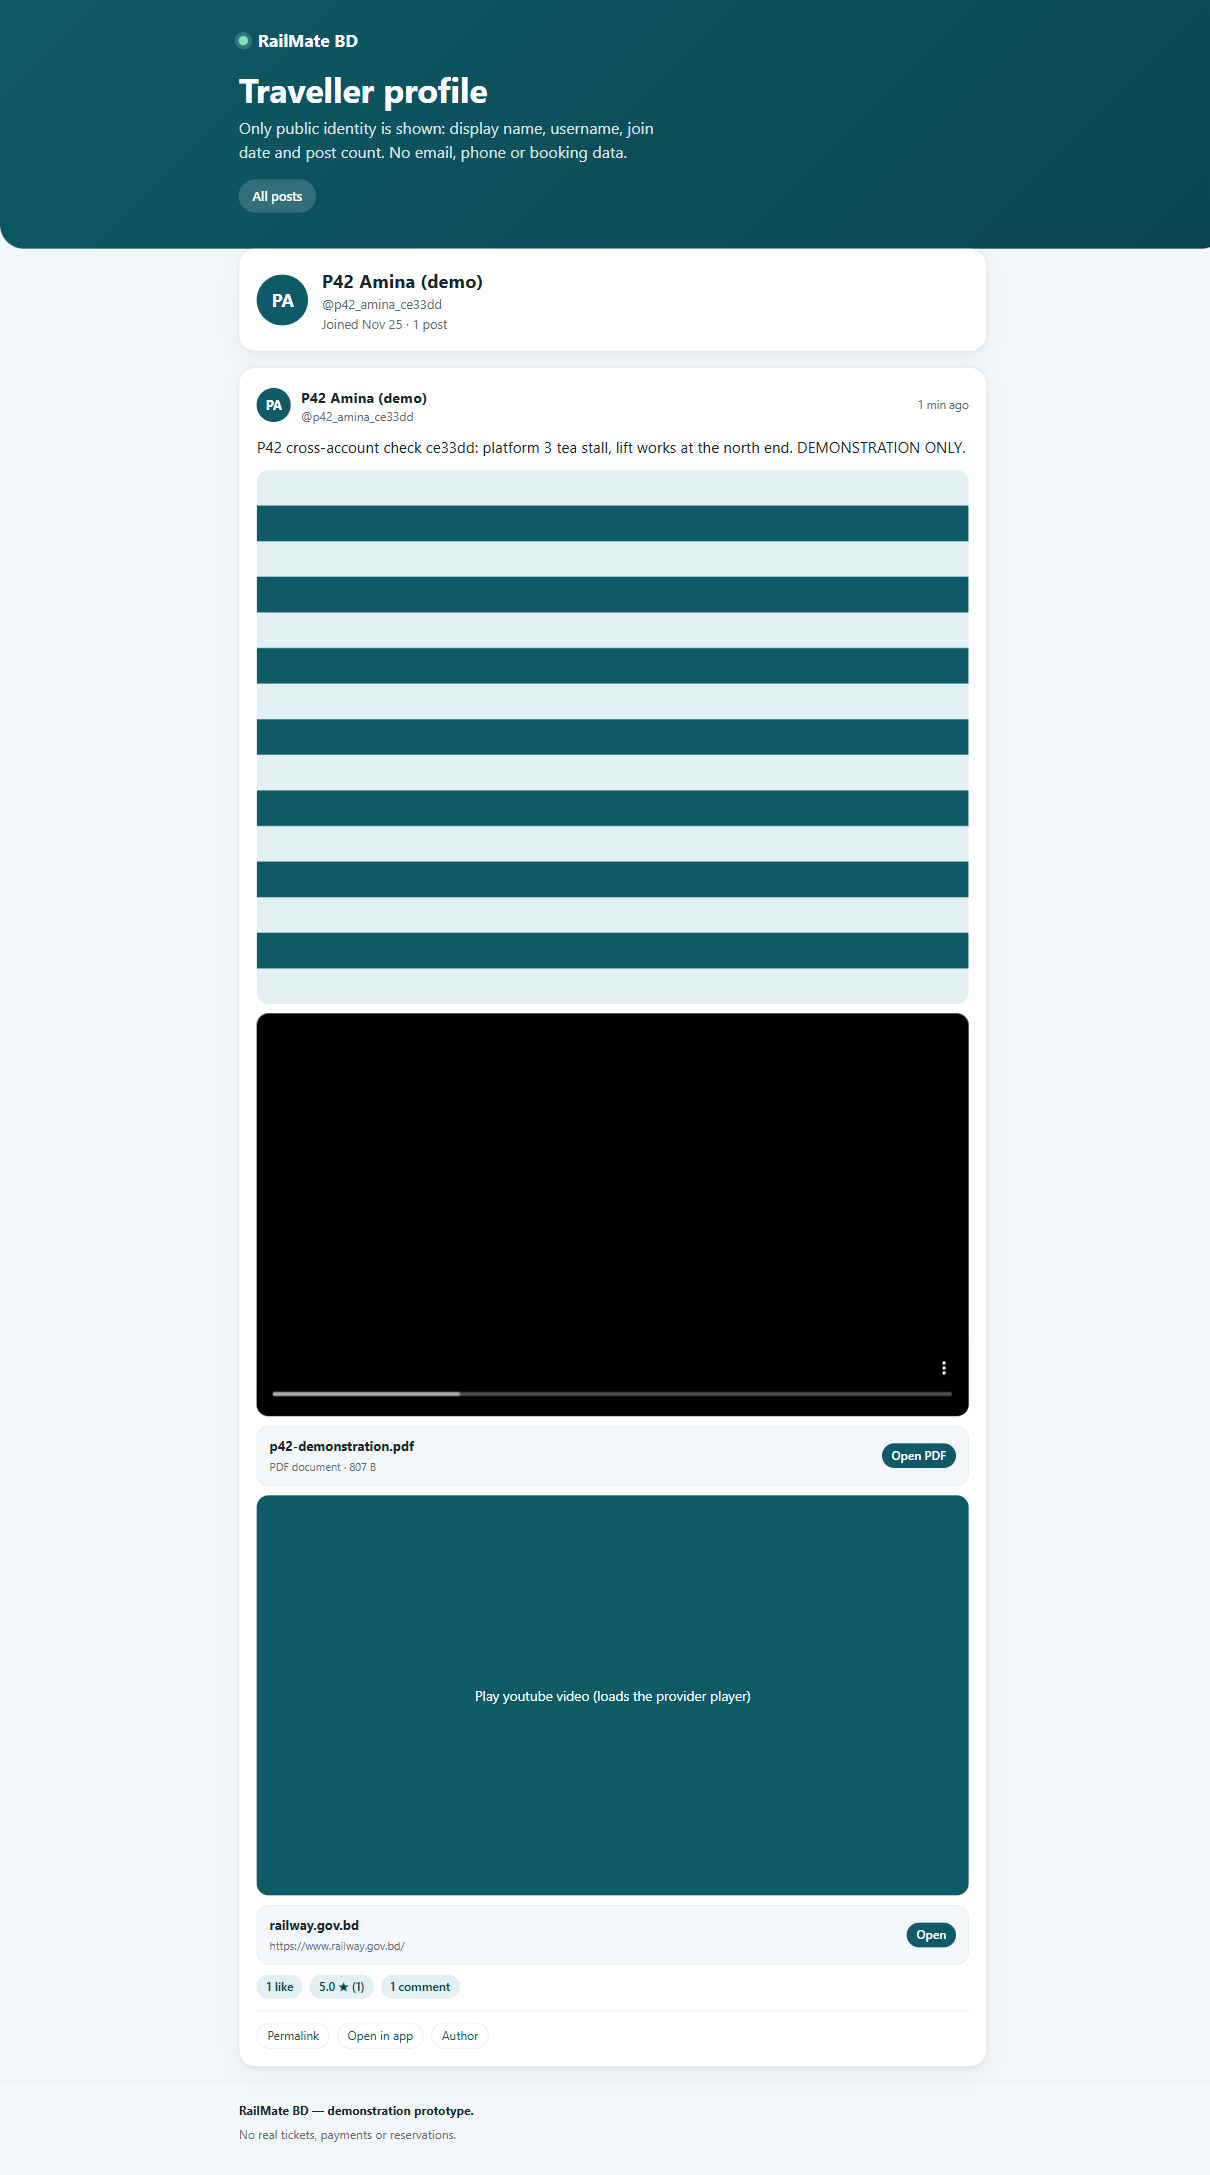 RailMate BD
Traveller profile
Only public identity is shown: display name, username, join
date and post count. No email, phone or booking data.
All posts
PA
P42 Amina (demo)
@p42_amina_ce33dd
Joined Nov 25 · 1 post
PA
P42 Amina (demo)
@p42_amina_ce33dd
1 min ago
P42 cross-account check ce33dd: platform 3 tea stall, lift works at the north end. DEMONSTRATION ONLY.
p42-demonstration.pdf
PDF document · 807 B
Open PDF
Play youtube video (loads the provider player)
railway.gov.bd
https://www.railway.gov.bd/
Open
1 like
5.0 ★ (1)
1 comment
Permalink
Open in app
Author
RailMate BD — demonstration prototype.
No real tickets, payments or reservations.